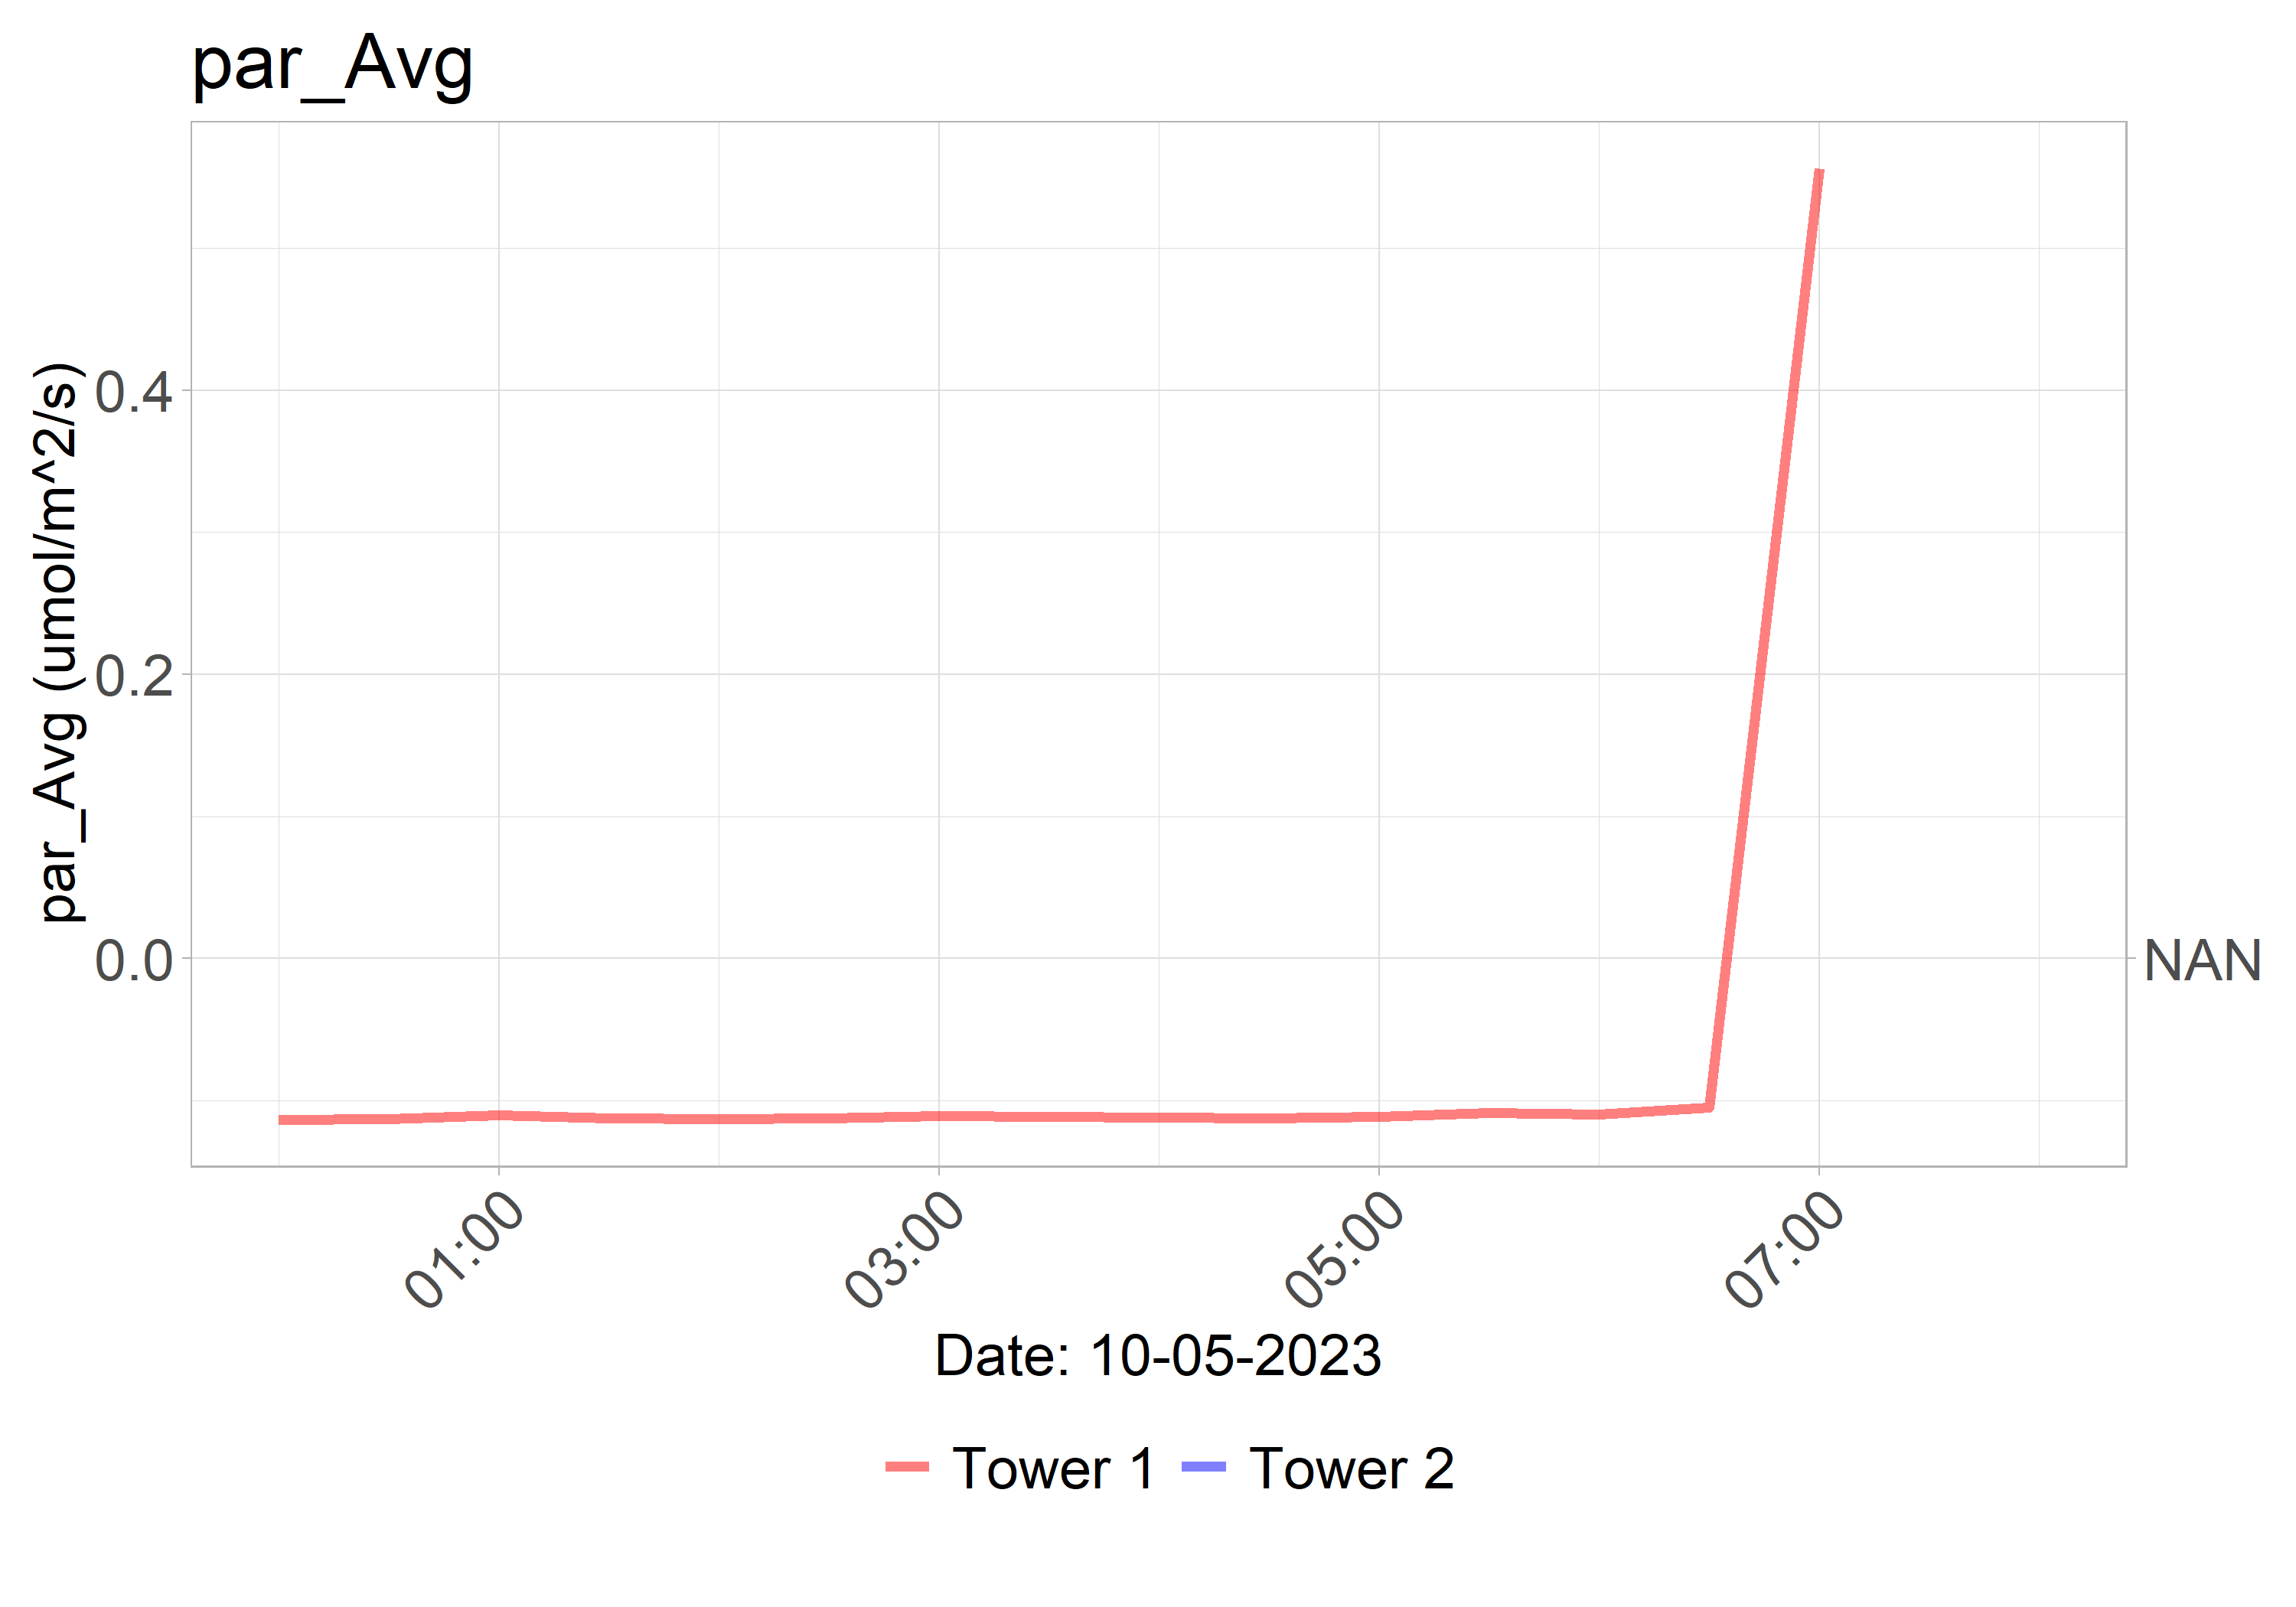 par_Avg
par_Avg (umol/m^2/s)
0.4
0.2
0.0
NAN
01:00
03:00
05:00
07:00
Date: 10-05-2023
Tower 1
Tower 2